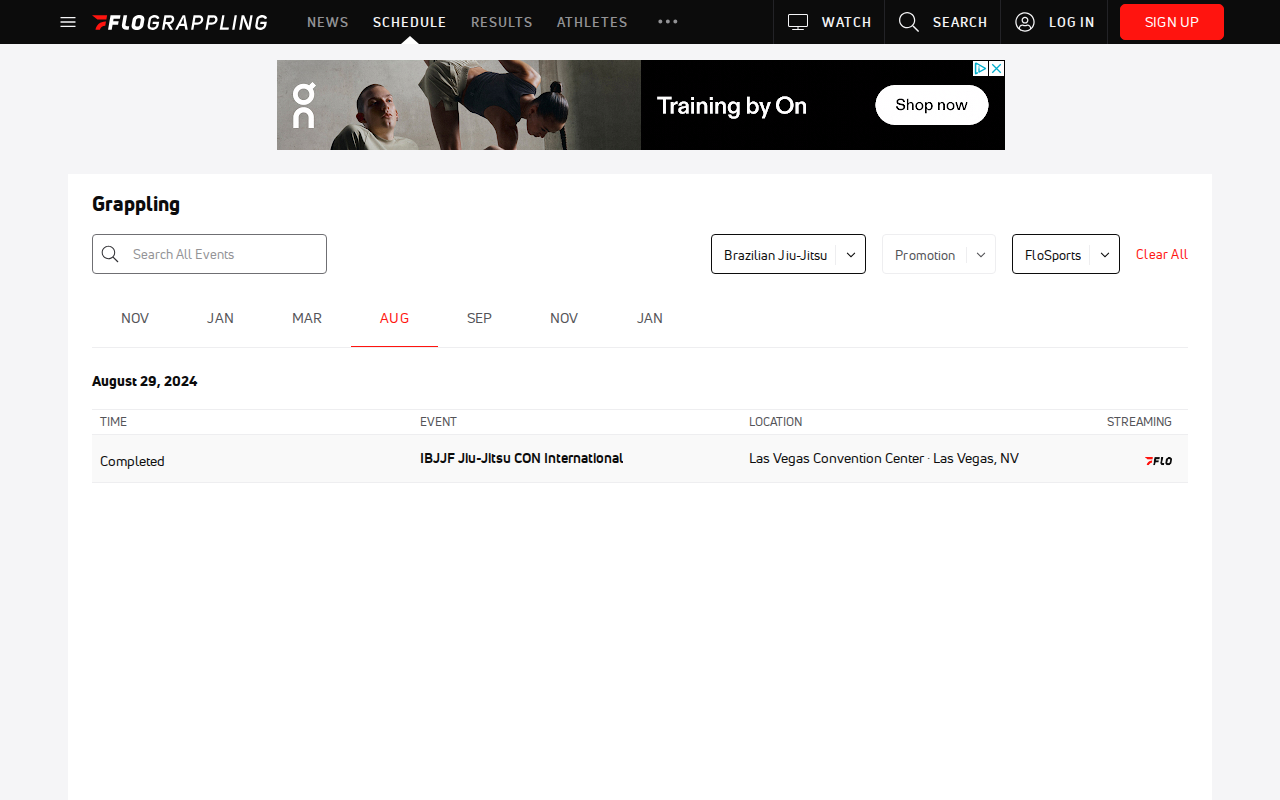 FLOGRAPPLING NEWS SCHEDULE RESULTS ATHLETES WATCH SEARCH LOG IN SIGN UP
on Training by On Shop now
Grappling
Search All Events Brazilian Jiu-Jitsu Promotion FloSports Clear All
NOV JAN MAR AUG SEP NOV JAN
August 29, 2024
TIME EVENT LOCATION STREAMING
Completed IBJJF Jiu-Jitsu CON International Las Vegas Convention Center · Las Vegas, NV FLO